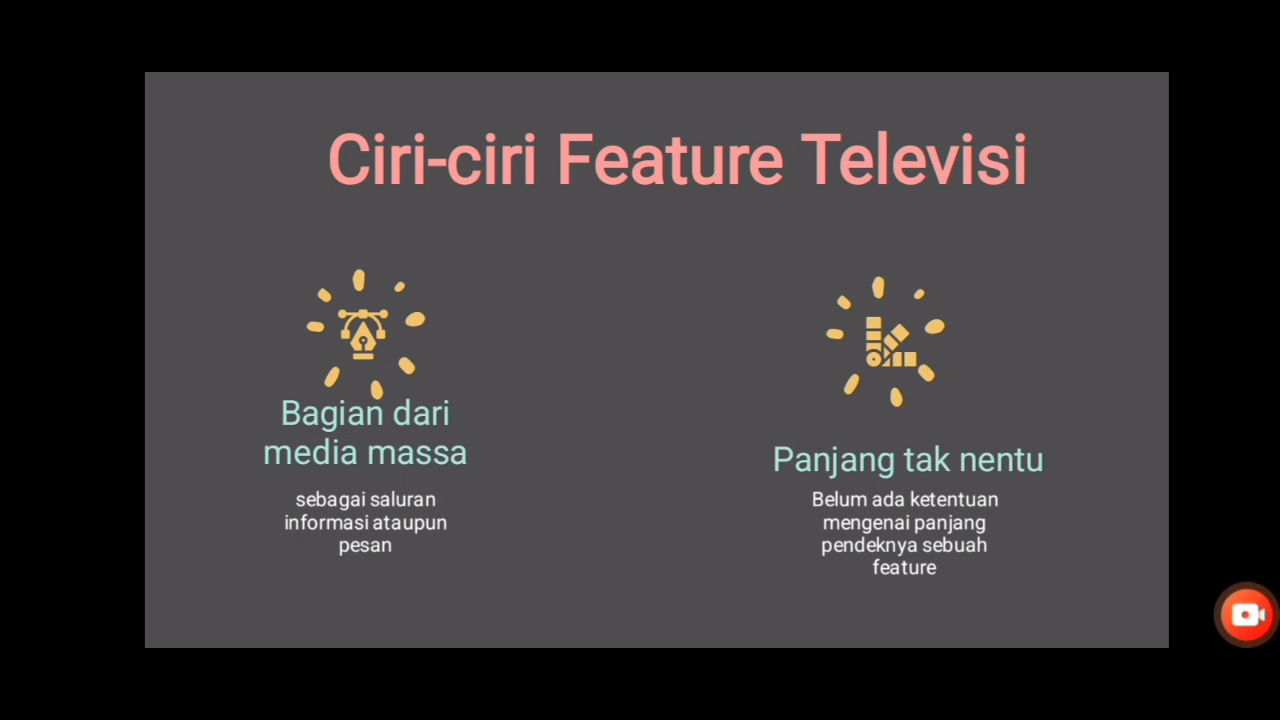 Ciri-ciri Feature Televisi
Bagian dari
media massa
sebagai saluran
informasi ataupun
pesan
Panjang tak nentu
Belum ada ketentuan
mengenai panjang
pendeknya sebuah
feature